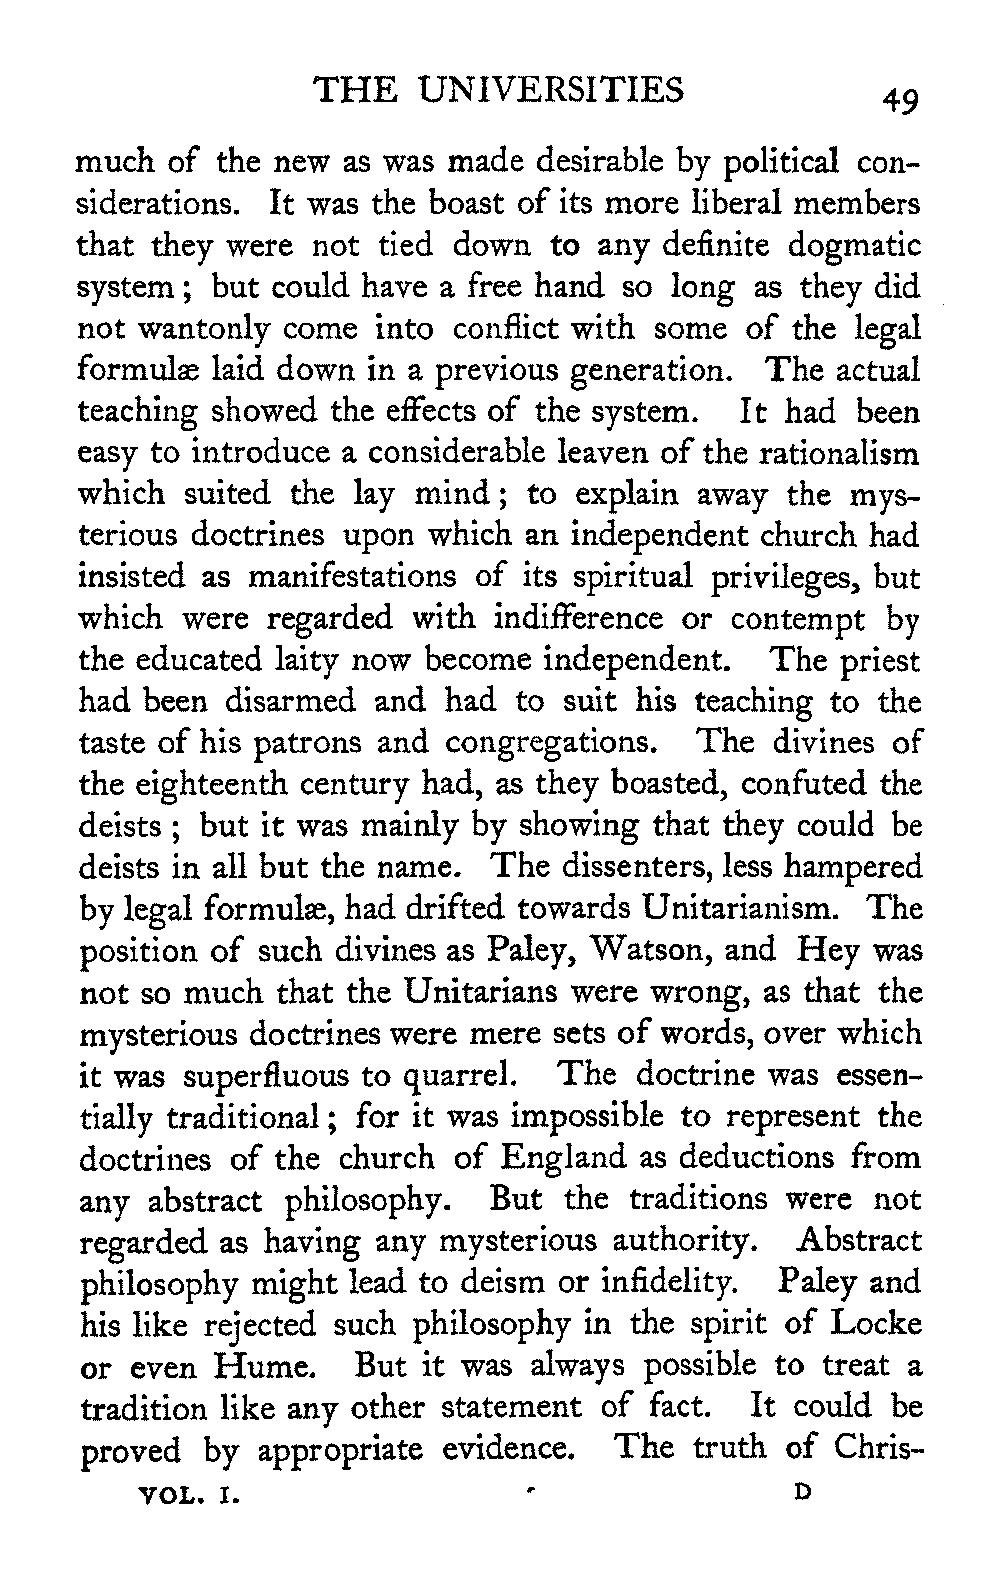 THE UNIVERSITIES 49
much of the new as was made desirable by political con-
siderations. It was the boast of its more liberal members
that they were not tied down to any definite dogmatic
system ; but could have a free hand so long as they did
not wantonly come into conflict with some of the legal
formulæ laid down in a previous generation. The actual
teaching showed the effects of the system. It had been
easy to introduce a considerable leaven of the rationalism
which suited the lay mind ; to explain away the mys-
terious doctrines upon which an independent church had
insisted as manifestations of its spiritual privileges, but
which were regarded with indifference or contempt by
the educated laity now become independent. The priest
had been disarmed and had to suit his teaching to the
taste of his patrons and congregations. The divines of
the eighteenth century had, as they boasted, confuted the
deists ; but it was mainly by showing that they could be
deists in all but the name. The dissenters, less hampered
by legal formulæ, had drifted towards Unitarianism. The
position of such divines as Paley, Watson, and Hey was
not so much that the Unitarians were wrong, as that the
mysterious doctrines were mere sets of words, over which
it was superfluous to quarrel. The doctrine was essen-
tially traditional ; for it was impossible to represent the
doctrines of the church of England as deductions from
any abstract philosophy. But the traditions were not
regarded as having any mysterious authority. Abstract
philosophy might lead to deism or infidelity. Paley and
his like rejected such philosophy in the spirit of Locke
or even Hume. But it was always possible to treat a
tradition like any other statement of fact. It could be
proved by appropriate evidence. The truth of Chris-
VOL. I. D